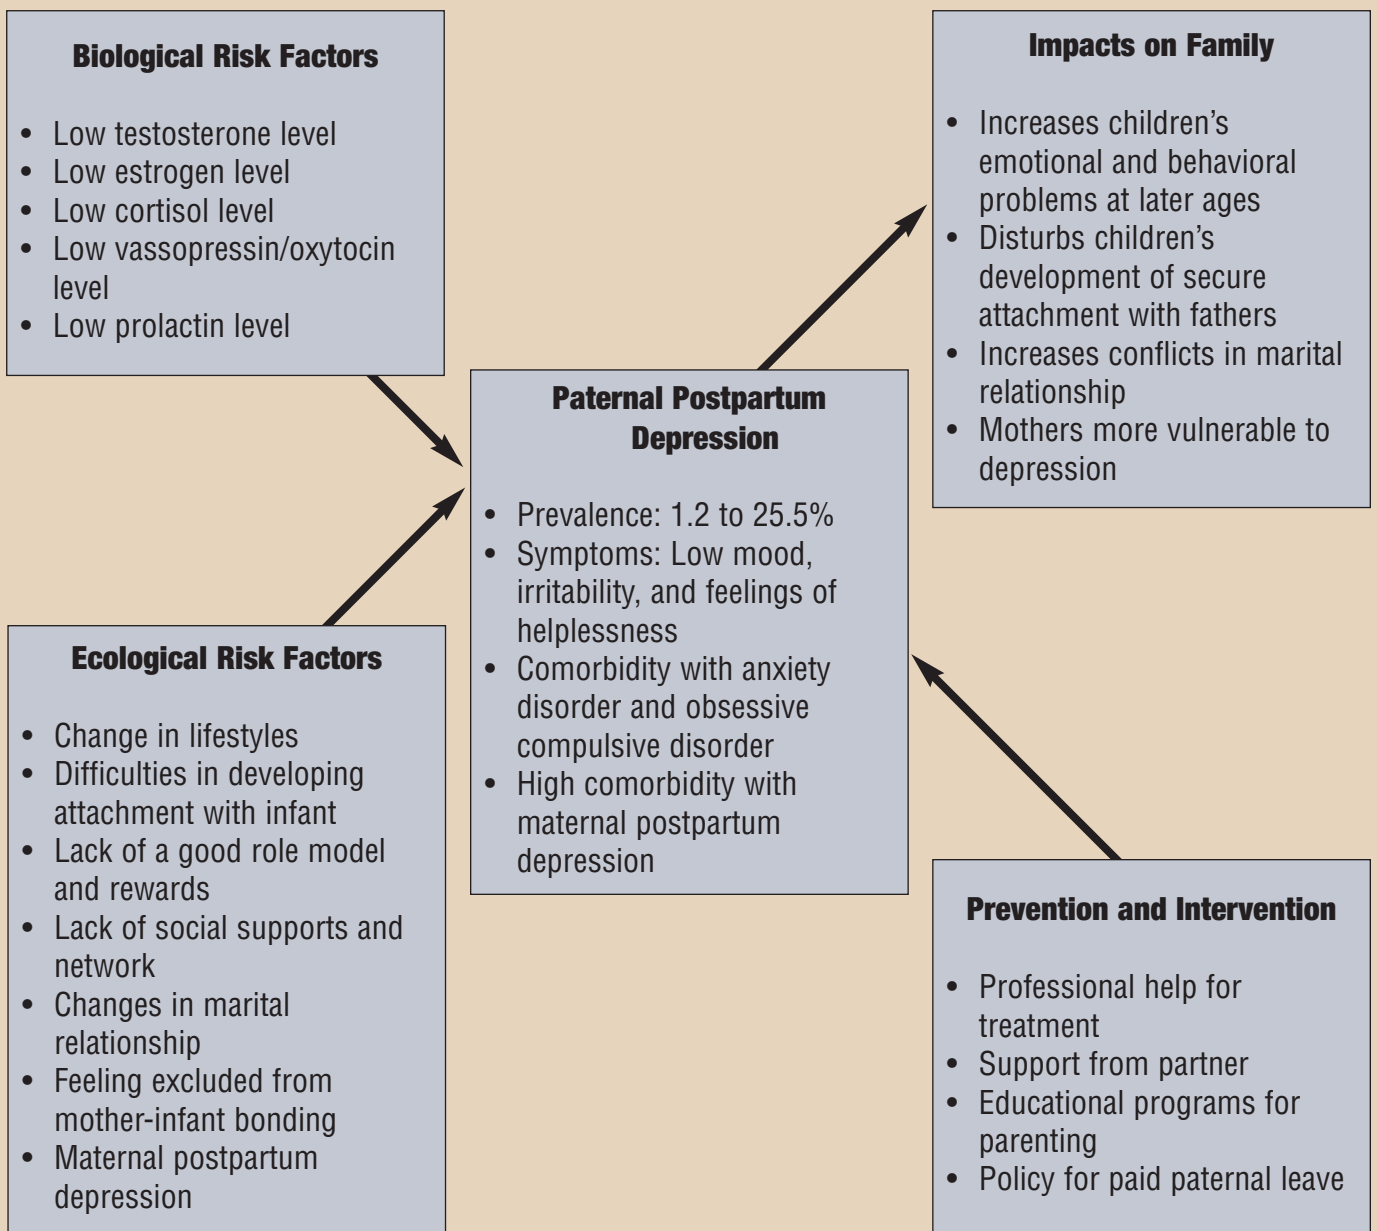 Biological Risk Factors
• Low testosterone level
• Low estrogen level
• Low cortisol level
• Low vassopressin/oxytocin
level
• Low prolactin level
Ecological Risk Factors
• Change in lifestyles
• Difficulties in developing
attachment with infant
• Lack of a good role model
and rewards
• Lack of social supports and
network
• Changes in marital
relationship
• Feeling excluded from
mother-infant bonding
• Maternal postpartum
depression
Paternal Postpartum
Depression
• Prevalence: 1.2 to 25.5%
• Symptoms: Low mood,
irritability, and feelings of
helplessness
• Comorbidity with anxiety
disorder and obsessive
compulsive disorder
• High comorbidity with
maternal postpartum
depression
Impacts on Family
• Increases children’s
emotional and behavioral
problems at later ages
• Disturbs children’s
development of secure
attachment with fathers
• Increases conflicts in marital
relationship
• Mothers more vulnerable to
depression
Prevention and Intervention
• Professional help for
treatment
• Support from partner
• Educational programs for
parenting
• Policy for paid paternal leave